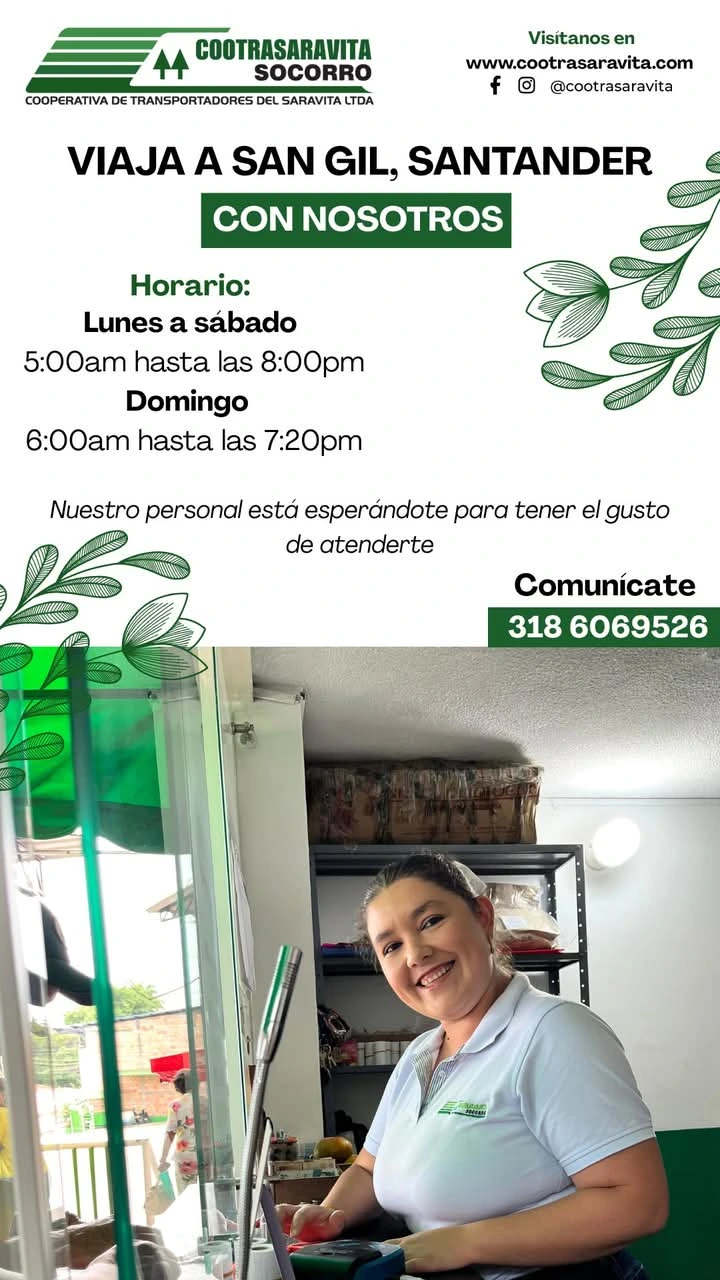 COOTRASARAVITA
SOCORRO
COOPERATIVA DE TRANSPORTADORES DEL SARAVITA LTDA
Visítanos en
www.cootrasaravita.com
@cootrasaravita
VIAJA A SAN GIL, SANTANDER
CON NOSOTROS
Horario:
Lunes a sábado
5:00am hasta las 8:00pm
Domingo
6:00am hasta las 7:20pm
Nuestro personal está esperándote para tener el gusto
de atenderte
Comunícate
318 6069526
SOCORRO